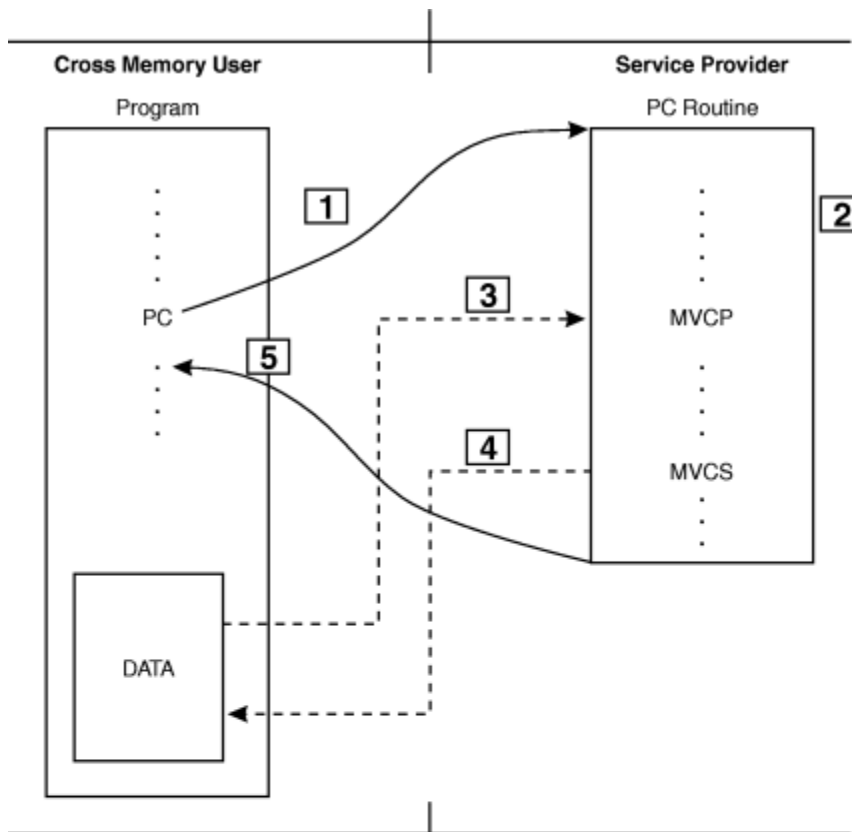 Cross Memory User
Service Provider
Program
PC Routine
1
2
PC
3
MVCP
5
4
MVCS
DATA